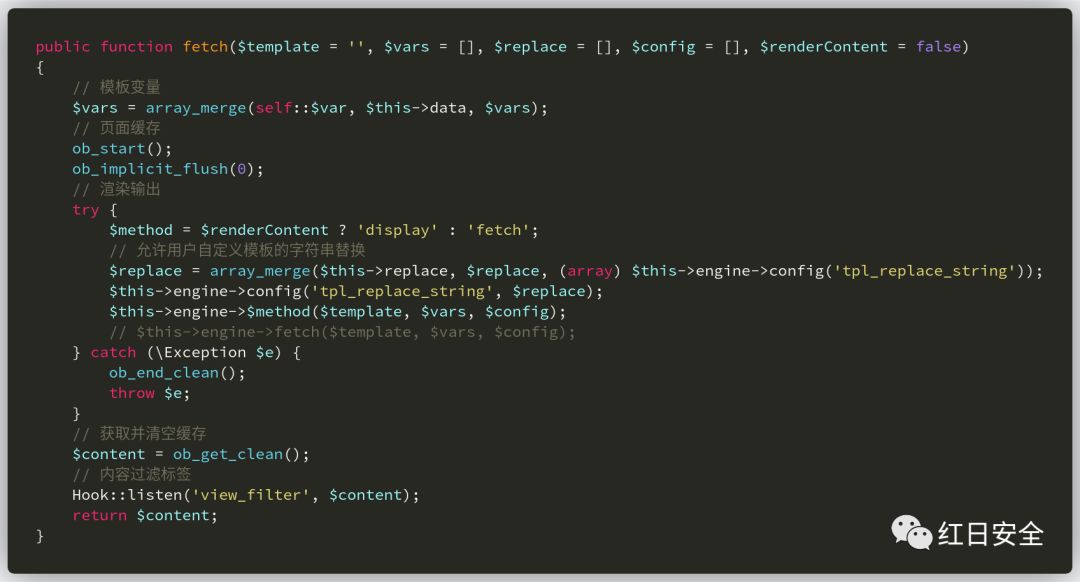 public function fetch($template = '', $vars = [], $replace = [], $config = [], $renderContent = false)
{
    // 模板变量
    $vars = array_merge(self::$var, $this->data, $vars);
    // 页面缓存
    ob_start();
    ob_implicit_flush(0);
    // 渲染输出
    try {
        $method = $renderContent ? 'display' : 'fetch';
        // 允许用户自定义模板的字符串替换
        $replace = array_merge($this->replace, $replace, (array) $this->engine->config('tpl_replace_string'));
        $this->engine->config('tpl_replace_string', $replace);
        $this->engine->$method($template, $vars, $config);
        // $this->engine->fetch($template, $vars, $config);
    } catch (\Exception $e) {
        ob_end_clean();
        throw $e;
    }
    // 获取并清空缓存
    $content = ob_get_clean();
    // 内容过滤标签
    Hook::listen('view_filter', $content);
    return $content;
}
红日安全